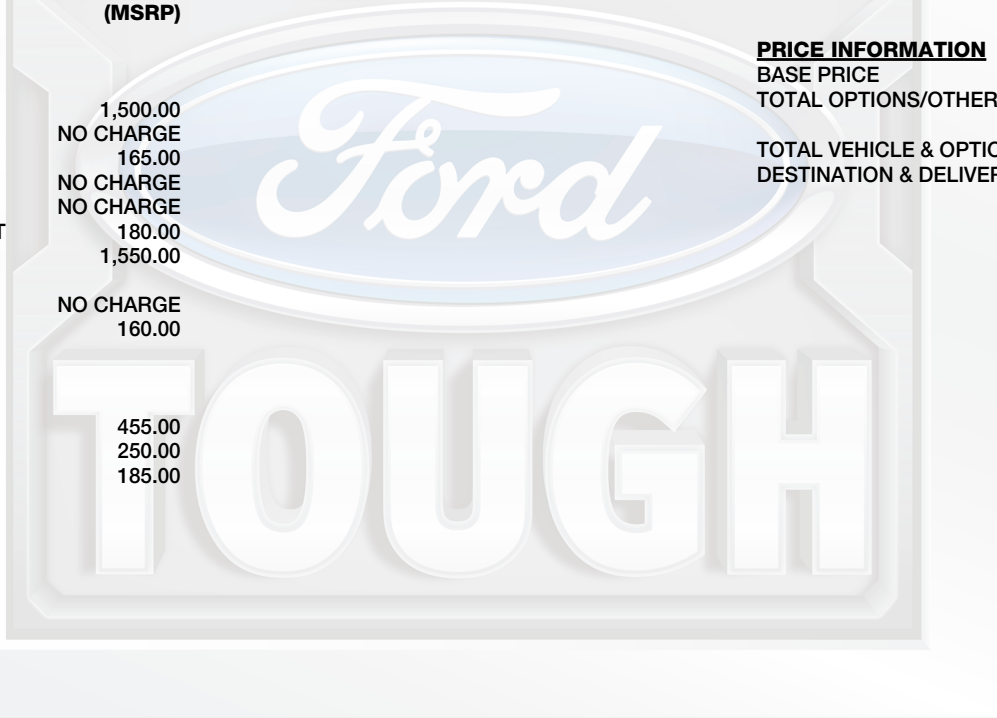 (MSRP)
1,500.00
NO CHARGE
165.00
NO CHARGE
NO CHARGE
T 180.00
1,550.00
NO CHARGE
160.00
455.00
250.00
185.00
PRICE INFORMATION
BASE PRICE
TOTAL OPTIONS/OTHER
TOTAL VEHICLE & OPTIO
DESTINATION & DELIVER
Ford
TOUGH